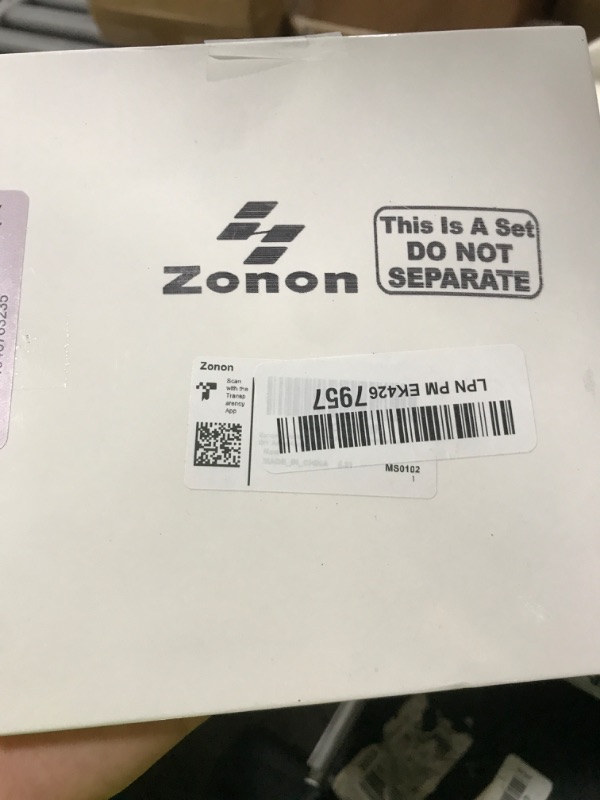 Zonon
This Is A Set
DO NOT
SEPARATE
Zonon
Scan
with the
Transp
arency
App
LPN PM EK426 7957
MS0102
1